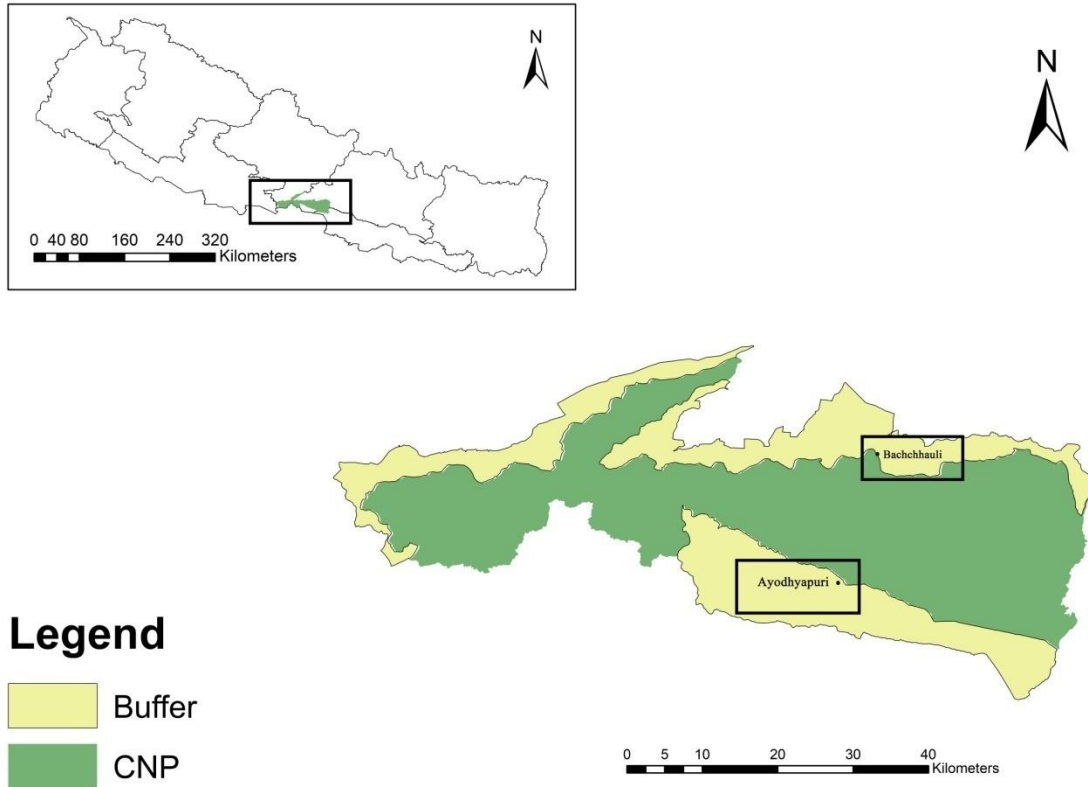 N
0 40 80 160 240 320
Kilometers
N
Bachchhauli
Ayodhyapuri
Legend
Buffer
CNP
0 5 10 20 30 40
Kilometers